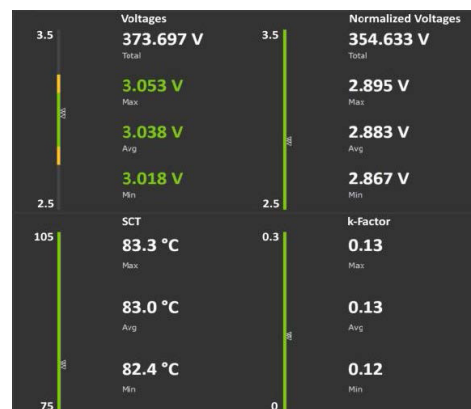 Voltages
3.5
373.697 V
Total
3.053 V
Max
3.038 V
Avg
3.018 V
Min
2.5
Normalized Voltages
3.5
354.633 V
Total
2.895 V
Max
2.883 V
Avg
2.867 V
Min
2.5
SCT
105
83.3 °C
Max
83.0 °C
Avg
82.4 °C
Min
75
k-Factor
0.3
0.13
Max
0.13
Avg
0.12
Min
0